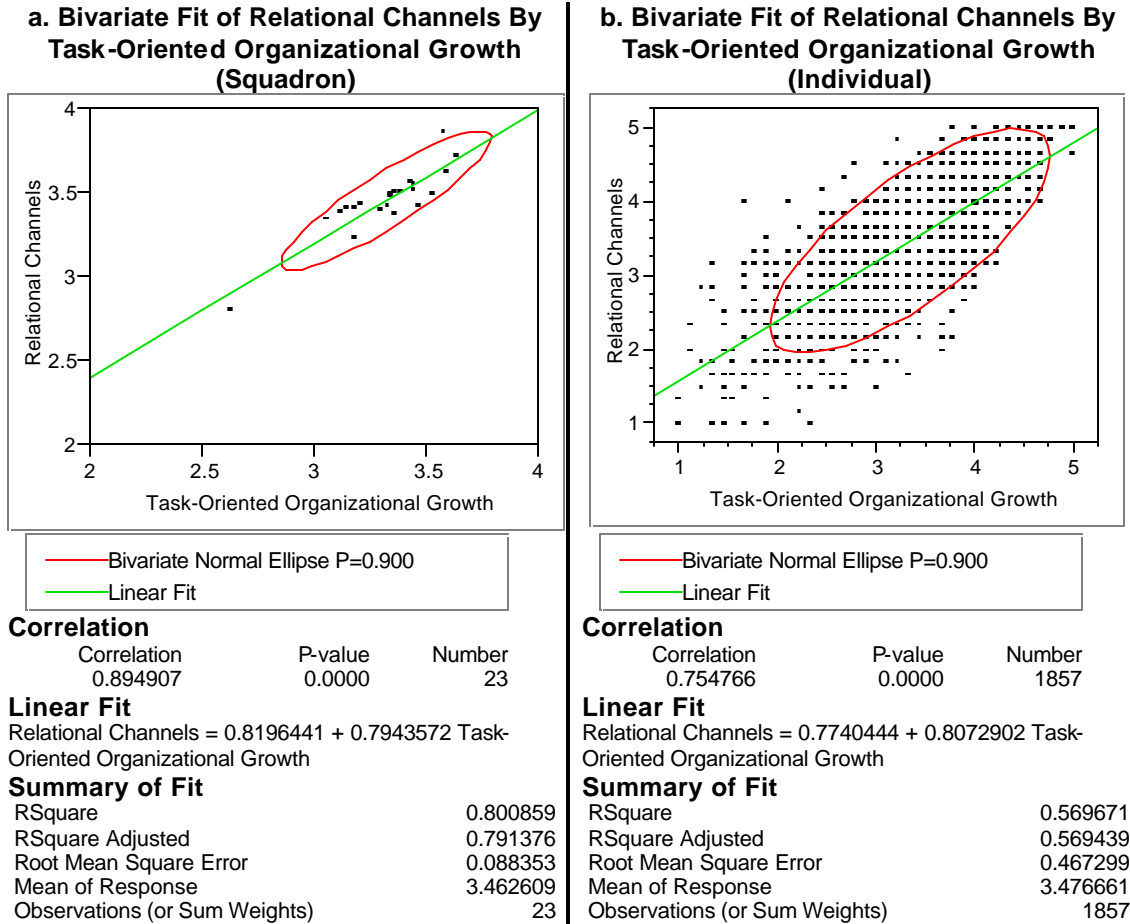 a. Bivariate Fit of Relational Channels By
Task-Oriented Organizational Growth
(Squadron)
4
3.5
3
2.5
2
Relational Channels
2
2.5
3
3.5
4
Task-Oriented Organizational Growth
Bivariate Normal Ellipse P=0.900
Linear Fit
Correlation
Correlation P-value Number
0.894907 0.0000 23
Linear Fit
Relational Channels = 0.8196441 + 0.7943572 Task-
Oriented Organizational Growth
Summary of Fit
RSquare 0.800859
RSquare Adjusted 0.791376
Root Mean Square Error 0.088353
Mean of Response 3.462609
Observations (or Sum Weights) 23
b. Bivariate Fit of Relational Channels By
Task-Oriented Organizational Growth
(Individual)
5
4
3
2
1
Relational Channels
1
2
3
4
5
Task-Oriented Organizational Growth
Bivariate Normal Ellipse P=0.900
Linear Fit
Correlation
Correlation P-value Number
0.754766 0.0000 1857
Linear Fit
Relational Channels = 0.7740444 + 0.8072902 Task-
Oriented Organizational Growth
Summary of Fit
RSquare 0.569671
RSquare Adjusted 0.569439
Root Mean Square Error 0.467299
Mean of Response 3.476661
Observations (or Sum Weights) 1857